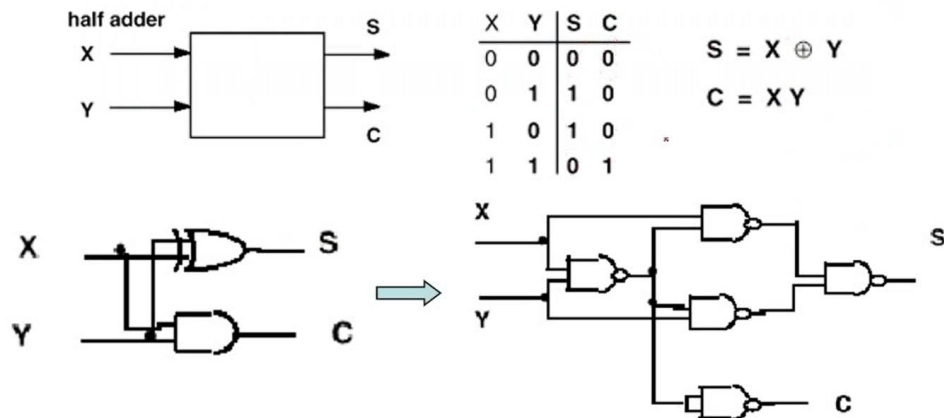 half adder
X
Y
S
C
X Y S C
0 0 0 0
0 1 1 0
1 0 1 0
1 1 0 1
S = X ⊕ Y
C = X Y
X
Y
S
C
X
Y
S
C